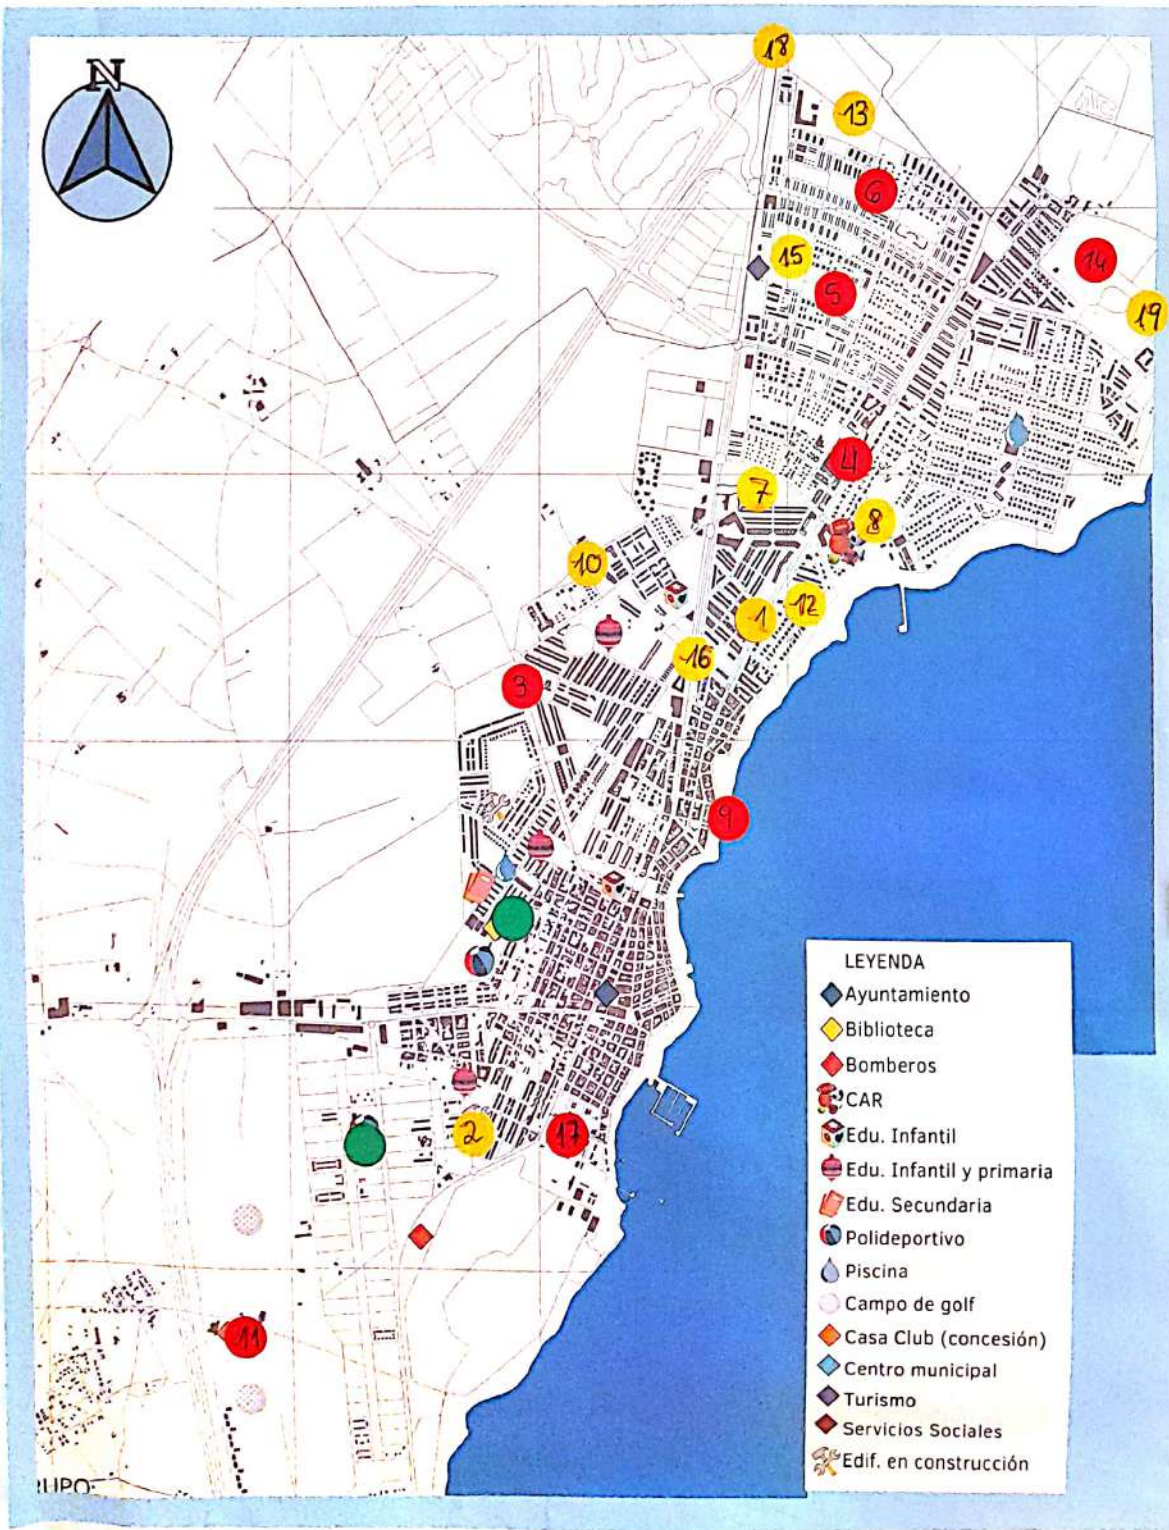 N
18
13
6
15
14
5
19
4
7
8
10
12
1
16
3
9
2
17
11
LEYENDA
Ayuntamiento
Biblioteca
Bomberos
CAR
Edu. Infantil
Edu. Infantil y primaria
Edu. Secundaria
Polideportivo
Piscina
Campo de golf
Casa Club (concesión)
Centro municipal
Turismo
Servicios Sociales
Edif. en construcción
RUPO: